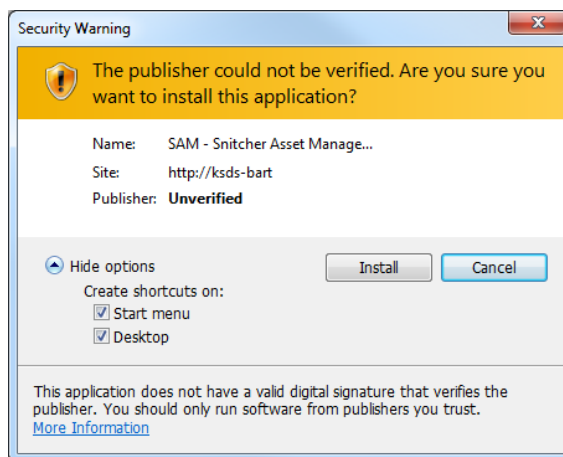 Security Warning
The publisher could not be verified. Are you sure you
want to install this application?
Name: SAM - Snitcher Asset Manage...
Site: http://ksds-bart
Publisher: Unverified
Hide options
Install
Cancel
Create shortcuts on:
Start menu
Desktop
This application does not have a valid digital signature that verifies the
publisher. You should only run software from publishers you trust.
More Information